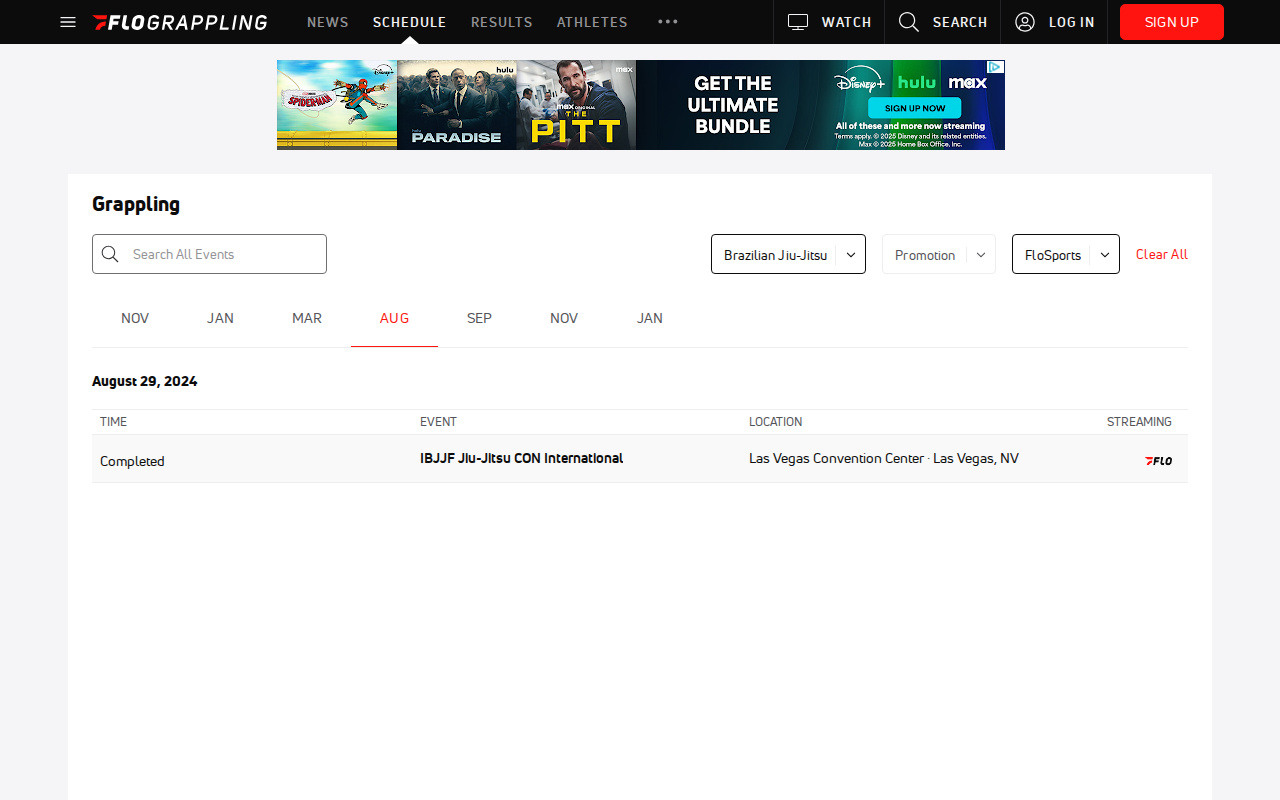 FLOGRAPPLING
NEWS
SCHEDULE
RESULTS
ATHLETES
WATCH
SEARCH
LOG IN
SIGN UP
Disney+
SPIDER-MAN
hulu
PARADISE
max
max ORIGINAL
THE
PITT
GET THE
ULTIMATE
BUNDLE
Disney+ hulu max
SIGN UP NOW
All of these and more now streaming
Terms apply. © 2025 Disney and its related entities.
Max © 2025 Home Box Office, Inc.
Grappling
Search All Events
Brazilian Jiu-Jitsu
Promotion
FloSports
Clear All
NOV
JAN
MAR
AUG
SEP
NOV
JAN
August 29, 2024
TIME
EVENT
LOCATION
STREAMING
Completed
IBJJF Jiu-Jitsu CON International
Las Vegas Convention Center · Las Vegas, NV
FLO